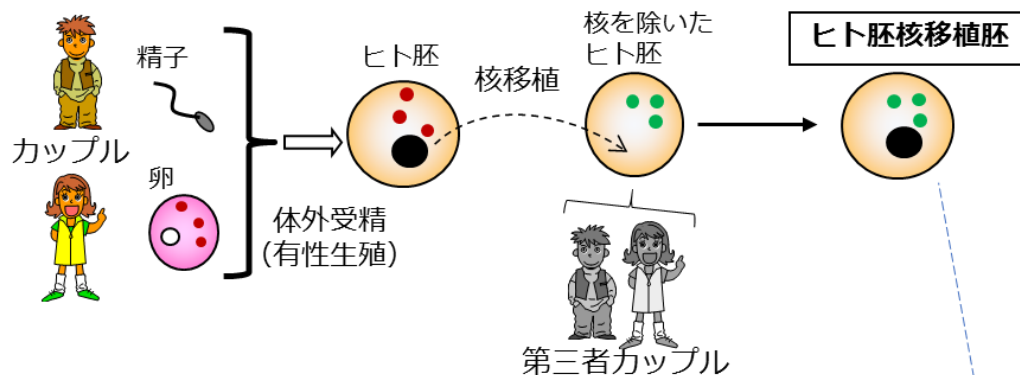 カップル
精子
卵
体外受精
（有性生殖）
ヒト胚
核移植
核を除いた
ヒト胚
第三者カップル
ヒト胚核移植胚